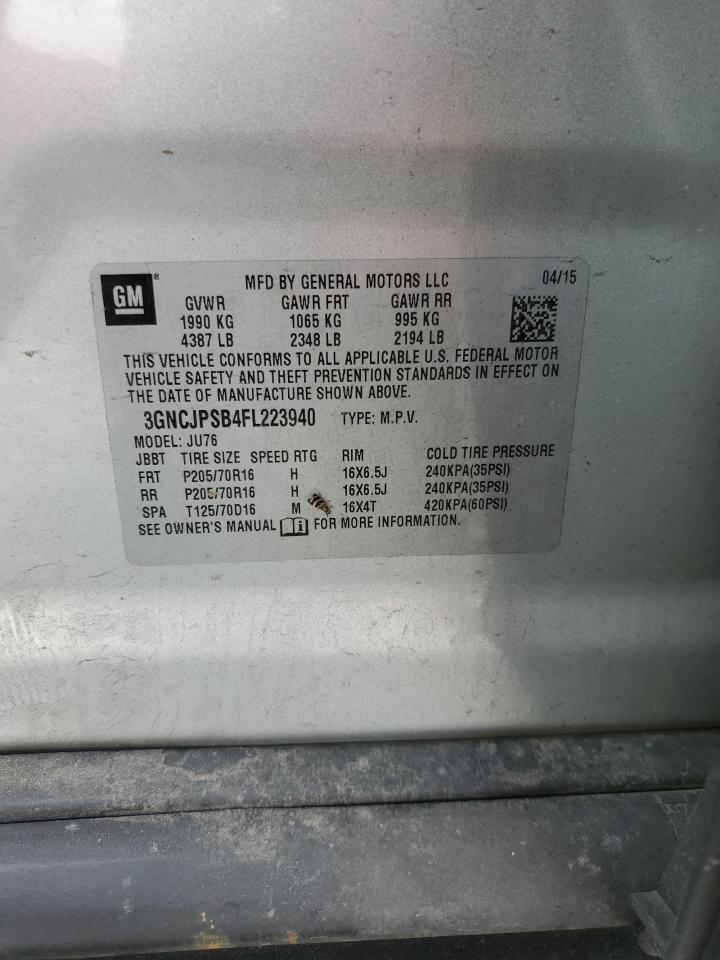 GM ®
MFD BY GENERAL MOTORS LLC 04/15
GVWR GAWR FRT GAWR RR
1990 KG 1065 KG 995 KG
4387 LB 2348 LB 2194 LB
THIS VEHICLE CONFORMS TO ALL APPLICABLE U.S. FEDERAL MOTOR
VEHICLE SAFETY AND THEFT PREVENTION STANDARDS IN EFFECT ON
THE DATE OF MANUFACTURE SHOWN ABOVE.
3GNCJPSB4FL223940 TYPE: M.P.V.
MODEL: JU76
JBBT TIRE SIZE SPEED RTG RIM COLD TIRE PRESSURE
FRT P205/70R16 H 16X6.5J 240KPA(35PSI)
RR P205/70R16 H 16X6.5J 240KPA(35PSI)
SPA T125/70D16 M 16X4T 420KPA(60PSI)
SEE OWNER'S MANUAL FOR MORE INFORMATION.